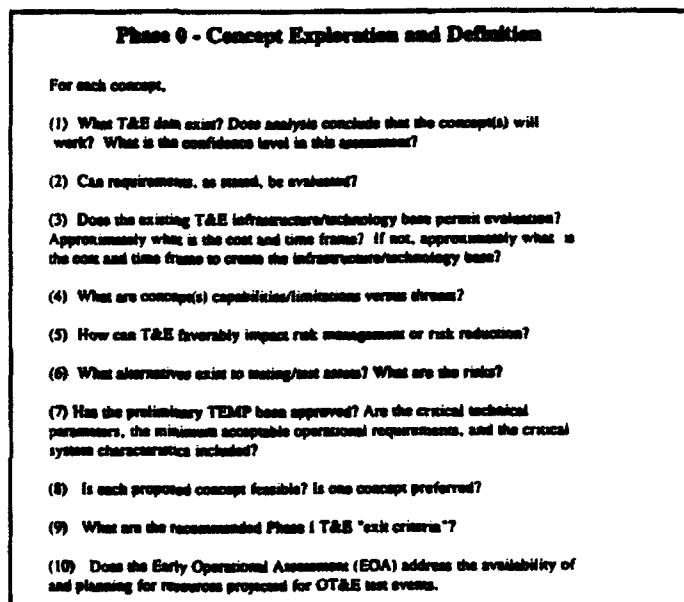 Phase 0 - Concept Exploration and Definition
For each concept,
(1) What T&E data exist? Does analysis conclude that the concept(s) will
work? What is the confidence level in this assessment?
(2) Can requirements, as stated, be evaluated?
(3) Does the existing T&E infrastructure/technology base permit evaluation?
Approximately what is the cost and time frame? If not, approximately what is
the cost and time frame to create the infrastructure/technology base?
(4) What are concept(s) capabilities/limitations versus threats?
(5) How can T&E favorably impact risk management or risk reduction?
(6) What alternatives exist to testing/test assets? What are the risks?
(7) Has the preliminary TEMP been approved? Are the critical technical
parameters, the minimum acceptable operational requirements, and the critical
system characteristics included?
(8) Is each proposed concept feasible? Is one concept preferred?
(9) What are the recommended Phase I T&E "exit criteria"?
(10) Does the Early Operational Assessment (EOA) address the availability of
and planning for resources projected for OT&E test events.